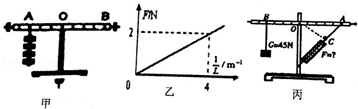 A O B
甲
F/N
2
0
4
1/L /m⁻¹
乙
B O A
C
G=45N
F=?
丙